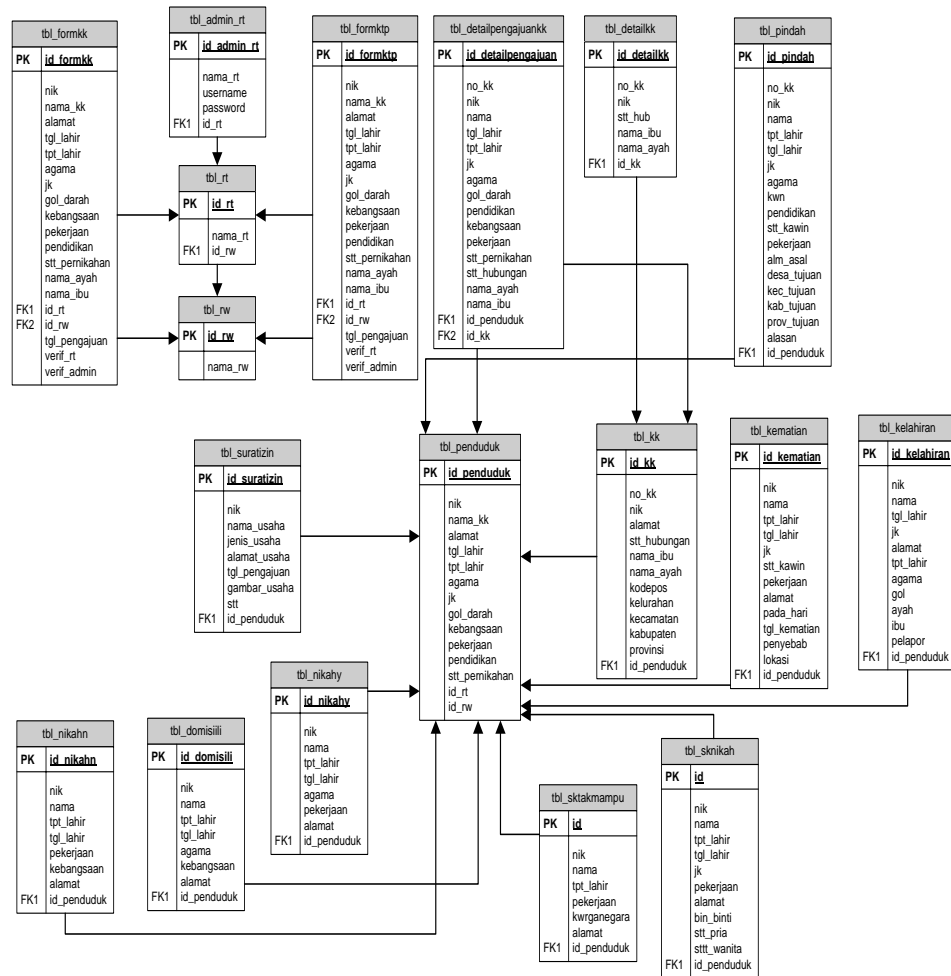 tbl_formkk
PK id_formkk
nik
nama_kk
alamat
tgl_lahir
tpt_lahir
agama
jk
gol_darah
kebangsaan
pekerjaan
pendidikan
stt_pernikahan
nama_ayah
nama_ibu
FK1 id_rt
FK2 id_rw
tgl_pengajuan
verif_rt
verif_admin
tbl_admin_rt
PK id_admin_rt
nama_rt
username
password
FK1 id_rt
tbl_rt
PK id_rt
nama_rt
FK1 id_rw
tbl_rw
PK id_rw
nama_rw
tbl_formktp
PK id_formktp
nik
nama_kk
alamat
tgl_lahir
tpt_lahir
agama
jk
gol_darah
kebangsaan
pekerjaan
pendidikan
stt_pernikahan
nama_ayah
nama_ibu
FK1 id_rt
FK2 id_rw
tgl_pengajuan
verif_rt
verif_admin
tbl_detailpengajuankk
PK id_detailpengajuan
no_kk
nik
nama
tgl_lahir
tpt_lahir
jk
agama
gol_darah
pendidikan
kebangsaan
pekerjaan
stt_pernikahan
stt_hubungan
nama_ayah
nama_ibu
FK1 id_penduduk
FK2 id_kk
tbl_detailkk
PK id_detailkk
no_kk
nik
stt_hub
nama_ibu
nama_ayah
FK1 id_kk
tbl_pindah
PK id_pindah
no_kk
nik
nama
tpt_lahir
tgl_lahir
jk
agama
kwn
pendidikan
stt_kawin
pekerjaan
alm_asal
desa_tujuan
kec_tujuan
kab_tujuan
prov_tujuan
alasan
FK1 id_penduduk
tbl_suratizin
PK id_suratizin
nik
nama_usaha
jenis_usaha
alamat_usaha
tgl_pengajuan
gambar_usaha
stt
FK1 id_penduduk
tbl_penduduk
PK id_penduduk
nik
nama_kk
alamat
tgl_lahir
tpt_lahir
agama
jk
gol_darah
kebangsaan
pekerjaan
pendidikan
stt_pernikahan
id_rt
id_rw
tbl_kk
PK id_kk
no_kk
nik
alamat
stt_hubungan
nama_ibu
nama_ayah
kodepos
kelurahan
kecamatan
kabupaten
provinsi
FK1 id_penduduk
tbl_kematian
PK id_kematian
nik
nama
tpt_lahir
tgl_lahir
jk
stt_kawin
pekerjaan
alamat
pada_hari
tgl_kematian
penyebab
lokasi
FK1 id_penduduk
tbl_kelahiran
PK id_kelahiran
nik
nama
tgl_lahir
jk
alamat
tpt_lahir
agama
gol
ayah
ibu
pelapor
FK1 id_penduduk
tbl_nikahn
PK id_nikahn
nik
nama
tpt_lahir
tgl_lahir
pekerjaan
kebangsaan
alamat
FK1 id_penduduk
tbl_domisiili
PK id_domisili
nik
nama
tpt_lahir
tgl_lahir
agama
kebangsaan
alamat
FK1 id_penduduk
tbl_nikahy
PK id_nikahy
nik
nama
tpt_lahir
tgl_lahir
agama
pekerjaan
alamat
FK1 id_penduduk
tbl_sktakmampu
PK id
nik
nama
tpt_lahir
pekerjaan
kwrganegara
alamat
FK1 id_penduduk
tbl_sknikah
PK id
nik
nama
tpt_lahir
tgl_lahir
jk
pekerjaan
alamat
bin_binti
stt_pria
sttt_wanita
FK1 id_penduduk